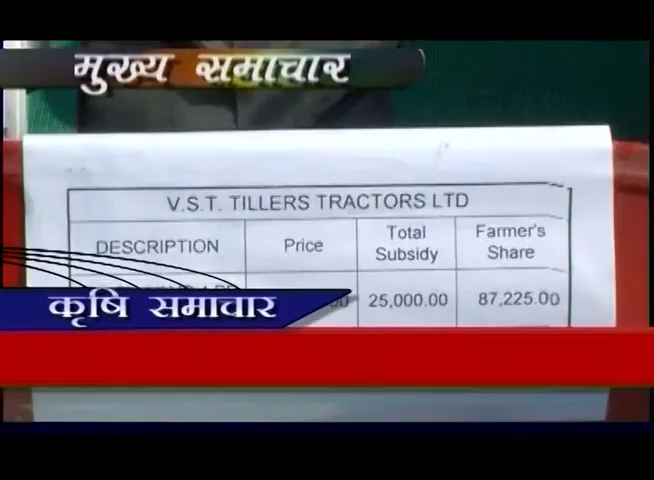 मुख्य समाचार
V.S.T. TILLERS TRACTORS LTD
DESCRIPTION Price Total Subsidy Farmer's Share
25,000.00 87,225.00
कृषि समाचार